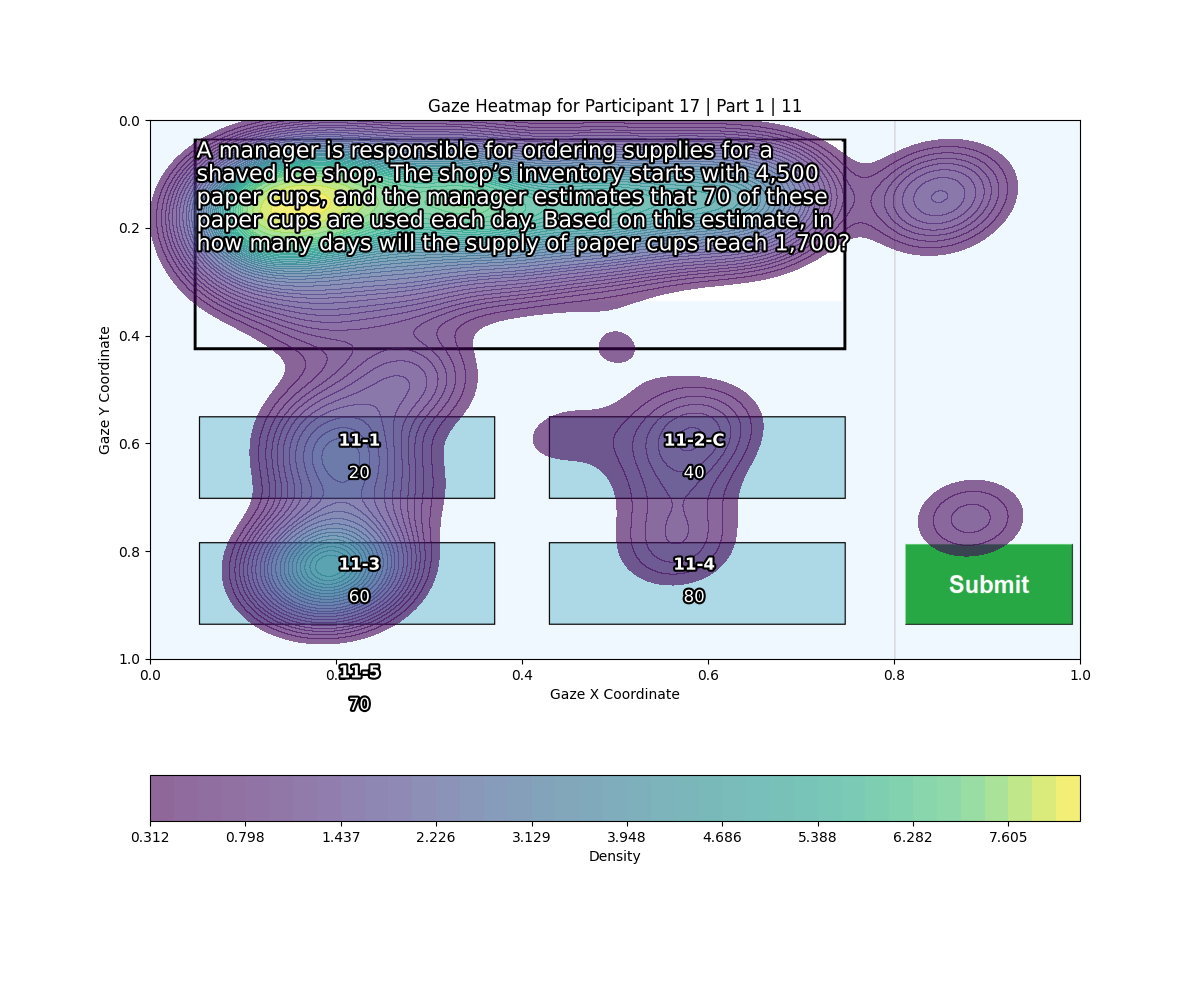 Gaze Heatmap for Participant 17 | Part 1 | 11
0.0
0.2
0.4
0.6
0.8
1.0
Gaze Y Coordinate
A manager is responsible for ordering supplies for a
shaved ice shop. The shop’s inventory starts with 4,500
paper cups, and the manager estimates that 70 of these
paper cups are used each day. Based on this estimate, in
how many days will the supply of paper cups reach 1,700?
11-1
20
11-2-C
40
11-3
60
11-4
80
Submit
11-5
70
0.0
0.4
0.6
0.8
1.0
Gaze X Coordinate
0.312
0.798
1.437
2.226
3.129
3.948
4.686
5.388
6.282
7.605
Density